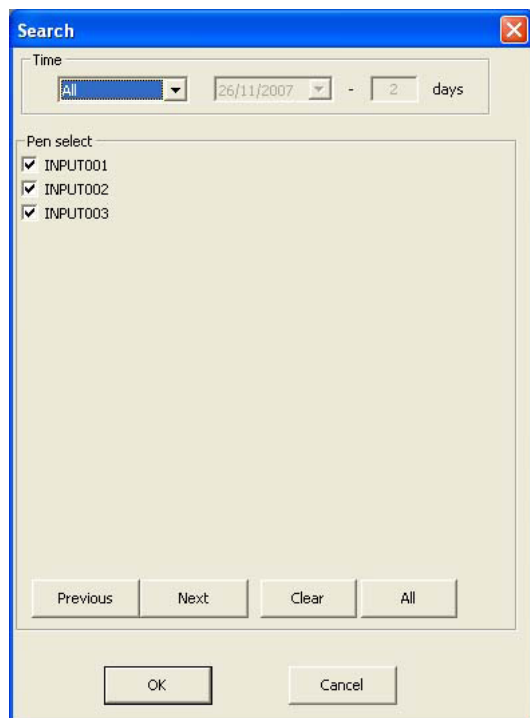 Search
Time
All 26/11/2007 - 2 days
Pen select
INPUT001
INPUT002
INPUT003
Previous Next Clear All
OK Cancel